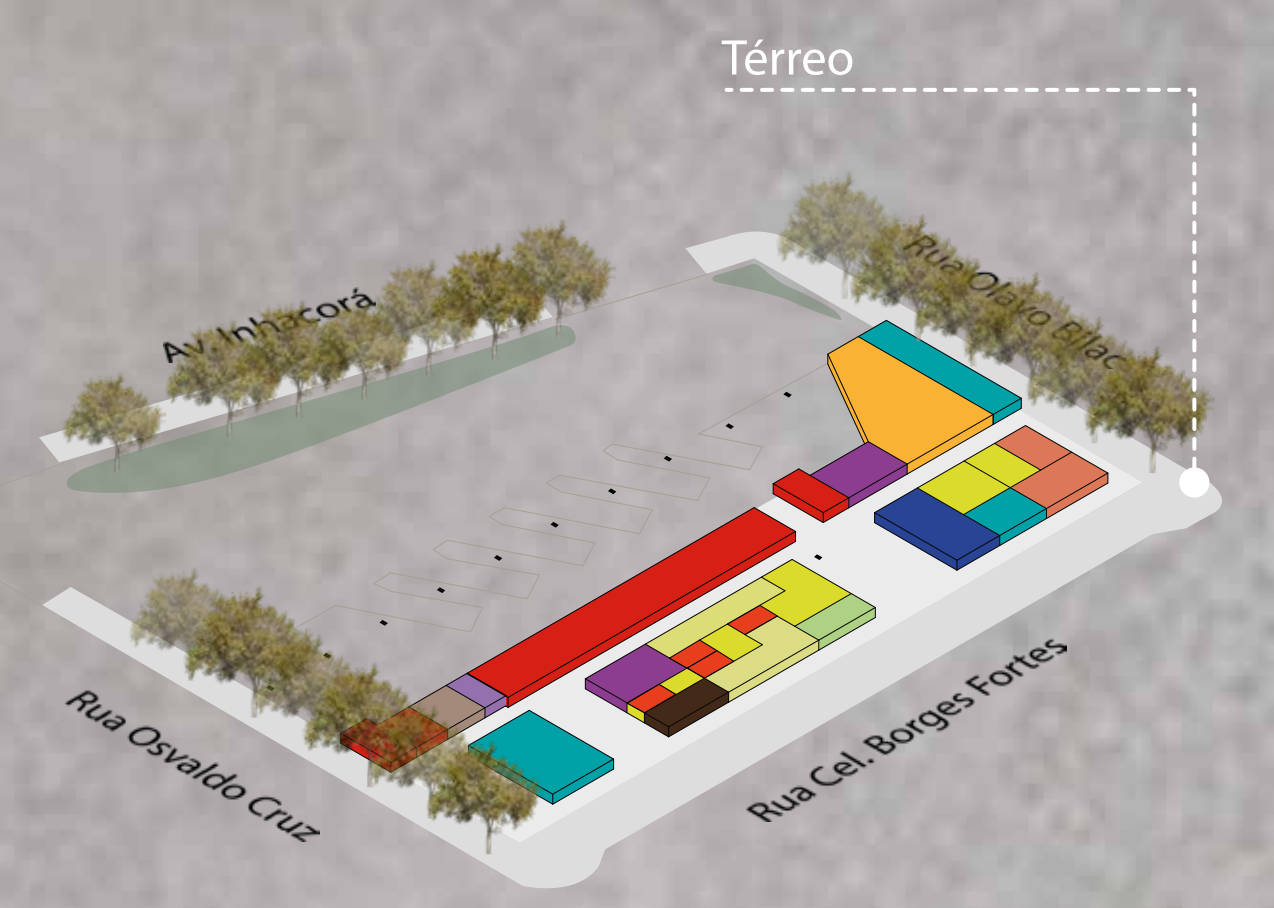 Térreo
Rua Olavo Bilac
Av. Inhacorá
Rua Cel. Borges Fortes
Rua Osvaldo Cruz